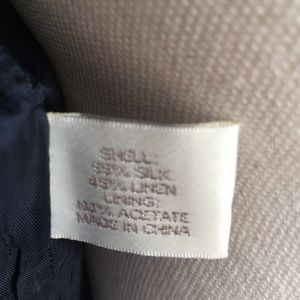 SHELL:
55% SILK
45% LINEN
LINING:
100% ACETATE
MADE IN CHINA